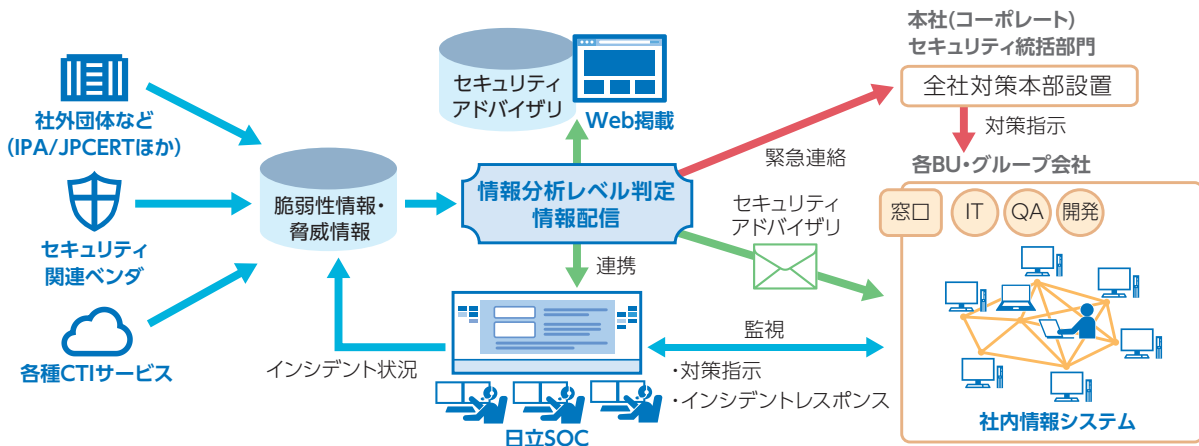 本社(コーポレート)
セキュリティ統括部門
全社対策本部設置
対策指示
セキュリティ
アドバイザリ
Web掲載
緊急連絡
社外団体など
(IPA/JPCERTほか)
脆弱性情報・
脅威情報
情報分析レベル判定
情報配信
セキュリティ
アドバイザリ
各BU・グループ会社
窓口
IT
QA
開発
セキュリティ
関連ベンダ
連携
各種CTIサービス
インシデント状況
監視
・対策指示
・インシデントレスポンス
日立SOC
社内情報システム